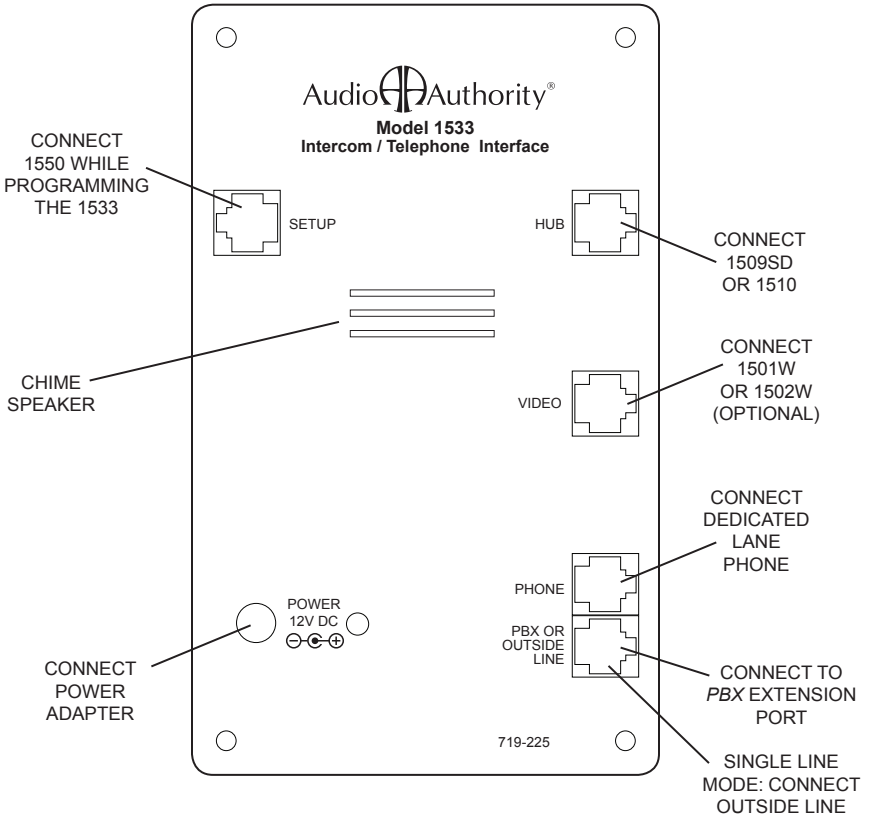 Audio Authority®
Model 1533
Intercom / Telephone Interface
CONNECT
1550 WHILE
PROGRAMMING
THE 1533
SETUP
HUB
CONNECT
1509SD
OR 1510
CHIME
SPEAKER
VIDEO
CONNECT
1501W
OR 1502W
(OPTIONAL)
CONNECT
DEDICATED
LANE
PHONE
PHONE
POWER
12V DC
PBX OR
OUTSIDE
LINE
CONNECT
POWER
ADAPTER
CONNECT TO
PBX EXTENSION
PORT
719-225
SINGLE LINE
MODE: CONNECT
OUTSIDE LINE